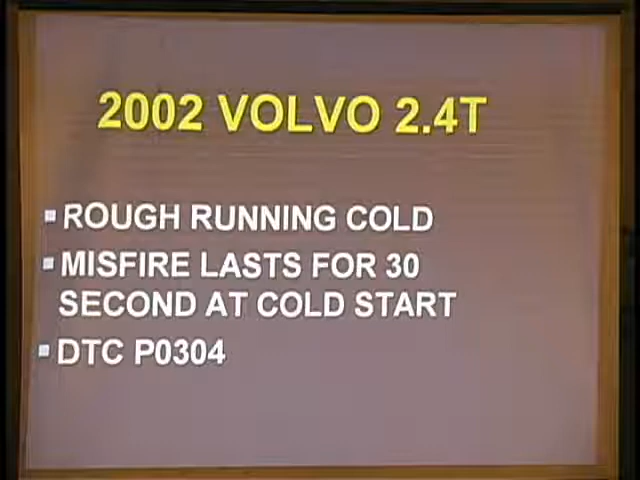 2002 VOLVO 2.4T
▪ROUGH RUNNING COLD
▪MISFIRE LASTS FOR 30
SECOND AT COLD START
▪DTC P0304